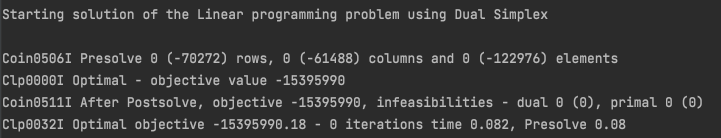 Starting solution of the Linear programming problem using Dual Simplex

Coin0506I Presolve 0 (-70272) rows, 0 (-61488) columns and 0 (-122976) elements
Clp0000I Optimal - objective value -15395990
Coin0511I After Postsolve, objective -15395990, infeasibilities - dual 0 (0), primal 0 (0)
Clp0032I Optimal objective -15395990.18 - 0 iterations time 0.082, Presolve 0.08